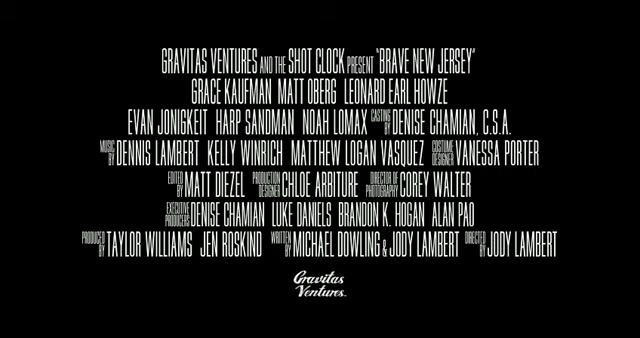 GRAVITAS VENTURES AND THE SHOT CLOCK PRESENT "BRAVE NEW JERSEY"
GRACE KAUFMAN MATT OBERG LEONARD EARL HOWZE
EVAN JONIGKEIT HARP SANDMAN NOAH LOMAX CASTING BY DENISE CHAMIAN, C.S.A.
MUSIC BY DENNIS LAMBERT KELLY WINRICH MATTHEW LOGAN VASQUEZ COSTUME DESIGNER VANESSA PORTER
EDITED BY MATT DIEZEL PRODUCTION DESIGNER CHLOE ARBITURE DIRECTOR OF PHOTOGRAPHY COREY WALTER
EXECUTIVE PRODUCERS DENISE CHAMIAN LUKE DANIELS BRANDON K. HOGAN ALAN PAO
PRODUCED BY TAYLOR WILLIAMS JEN ROSKIND WRITTEN BY MICHAEL DOWLING & JODY LAMBERT DIRECTED BY JODY LAMBERT
Gravitas
Ventures